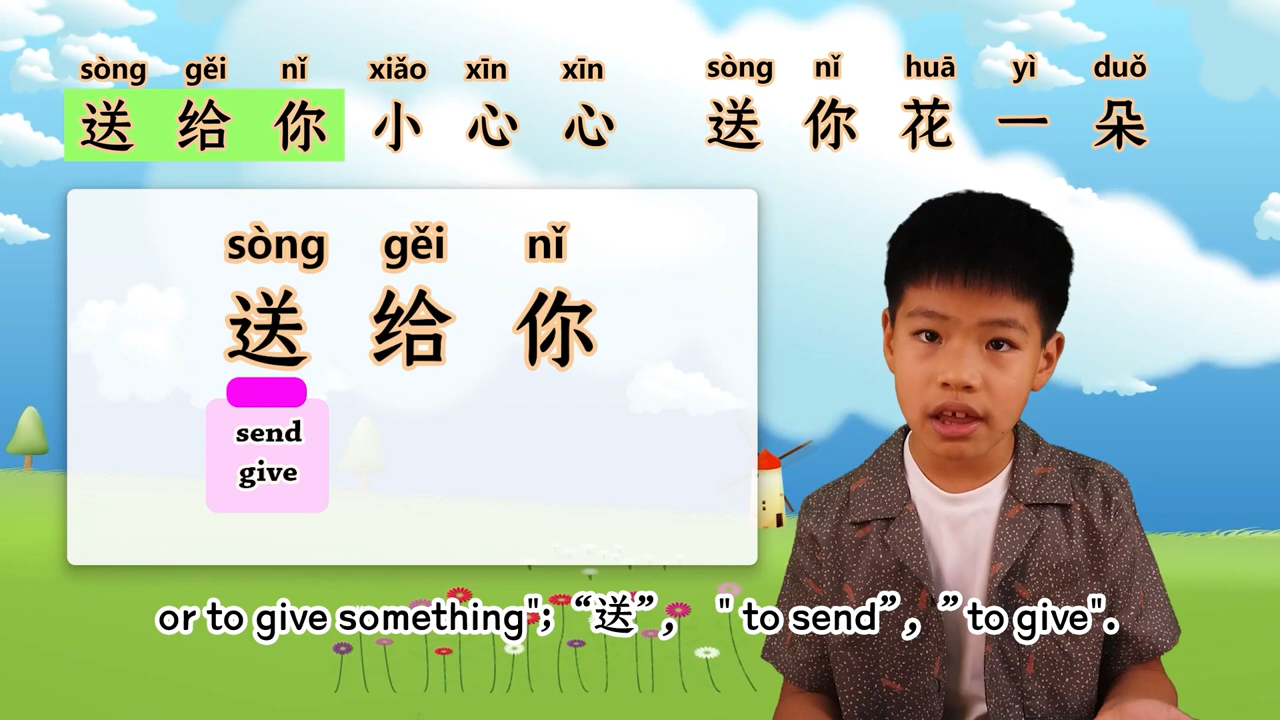 sòng gěi nǐ xiǎo xīn xīn sòng nǐ huā yì duǒ
送给你小心心 送你花一朵
sòng gěi nǐ
送给你
send
give
or to give something"; “送”, " to send”, ”to give".